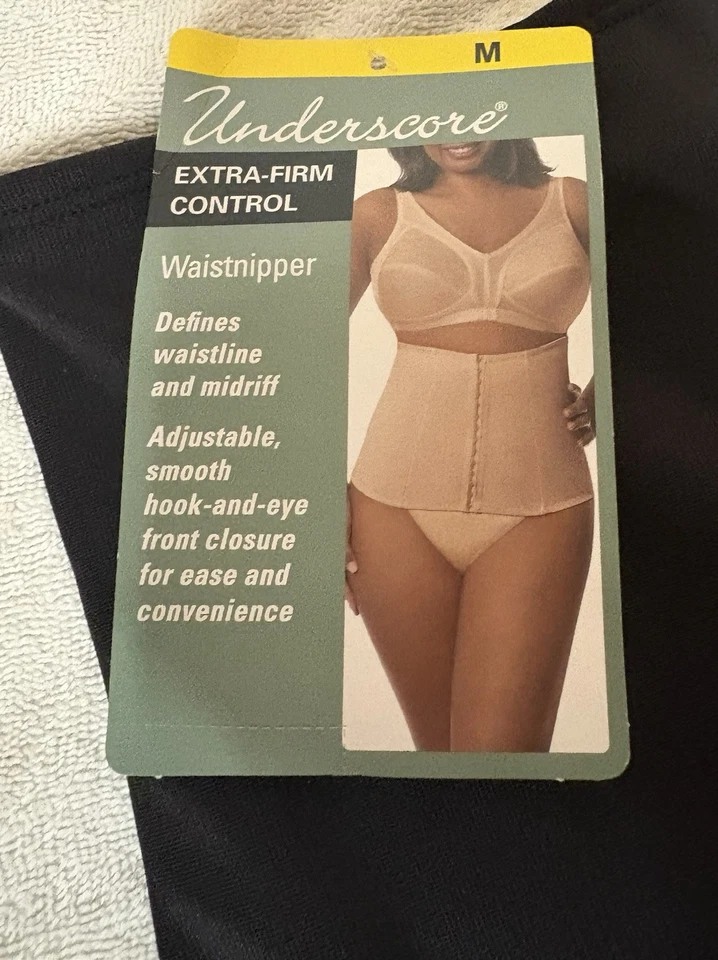 M
Underscore®
EXTRA-FIRM
CONTROL
Waistnipper
Defines
waistline
and midriff
Adjustable,
smooth
hook-and-eye
front closure
for ease and
convenience